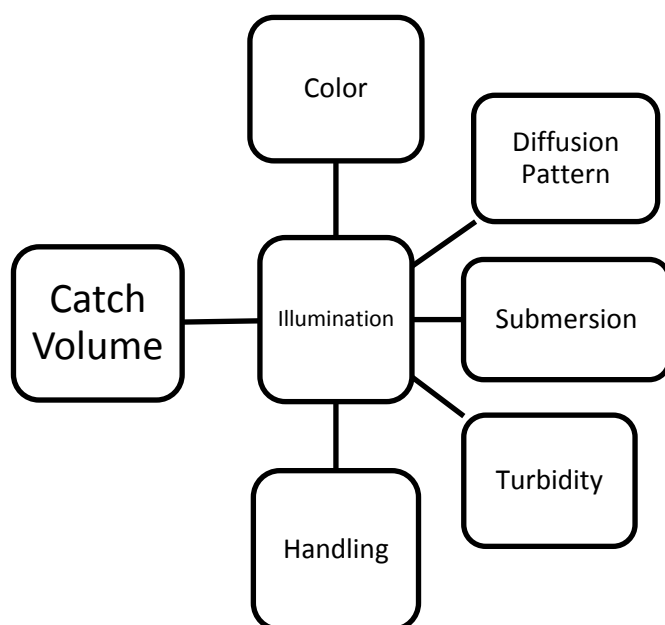 Color
Diffusion
Pattern
Catch
Volume
Illumination
Submersion
Turbidity
Handling